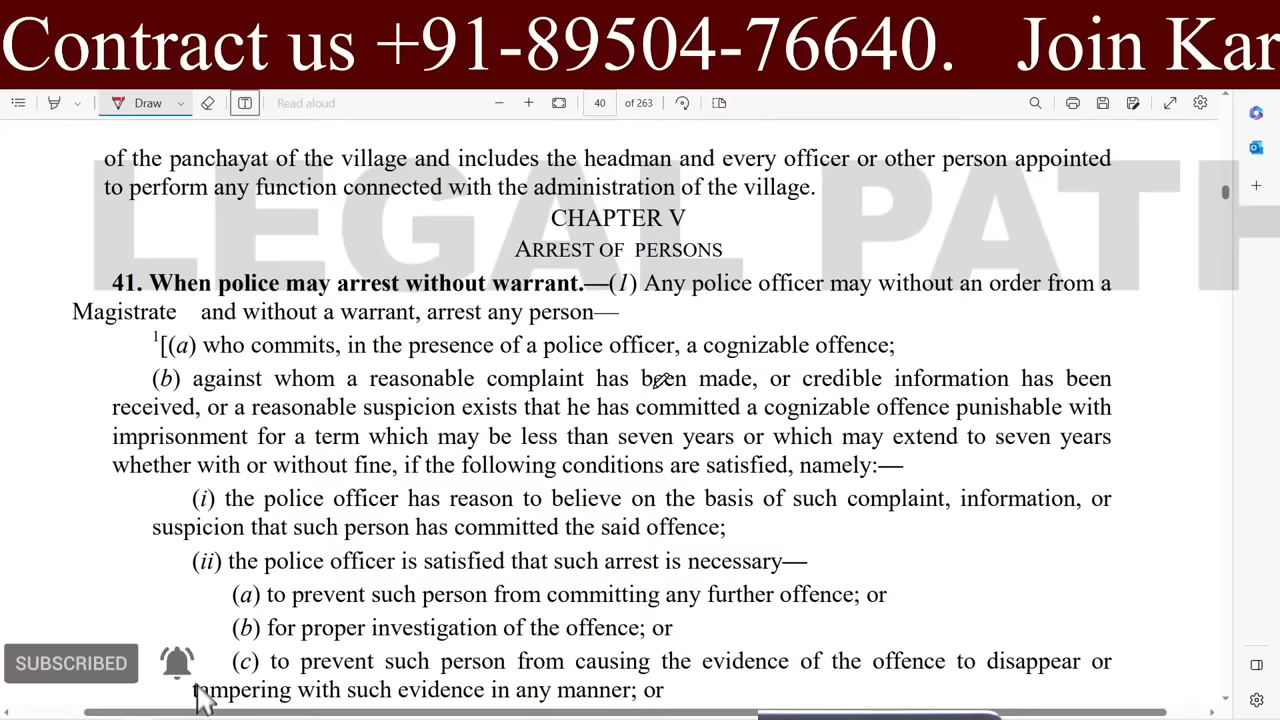 Contract us +91-89504-76640. Join Kar
Draw
Read aloud
40 of 263
LEGAL PATH
of the panchayat of the village and includes the headman and every officer or other person appointed
to perform any function connected with the administration of the village.
CHAPTER V
ARREST OF PERSONS
41. When police may arrest without warrant.—(1) Any police officer may without an order from a
Magistrate and without a warrant, arrest any person—
1[(a) who commits, in the presence of a police officer, a cognizable offence;
(b) against whom a reasonable complaint has been made, or credible information has been
received, or a reasonable suspicion exists that he has committed a cognizable offence punishable with
imprisonment for a term which may be less than seven years or which may extend to seven years
whether with or without fine, if the following conditions are satisfied, namely:—
(i) the police officer has reason to believe on the basis of such complaint, information, or
suspicion that such person has committed the said offence;
(ii) the police officer is satisfied that such arrest is necessary—
(a) to prevent such person from committing any further offence; or
(b) for proper investigation of the offence; or
(c) to prevent such person from causing the evidence of the offence to disappear or
tampering with such evidence in any manner; or
SUBSCRIBED